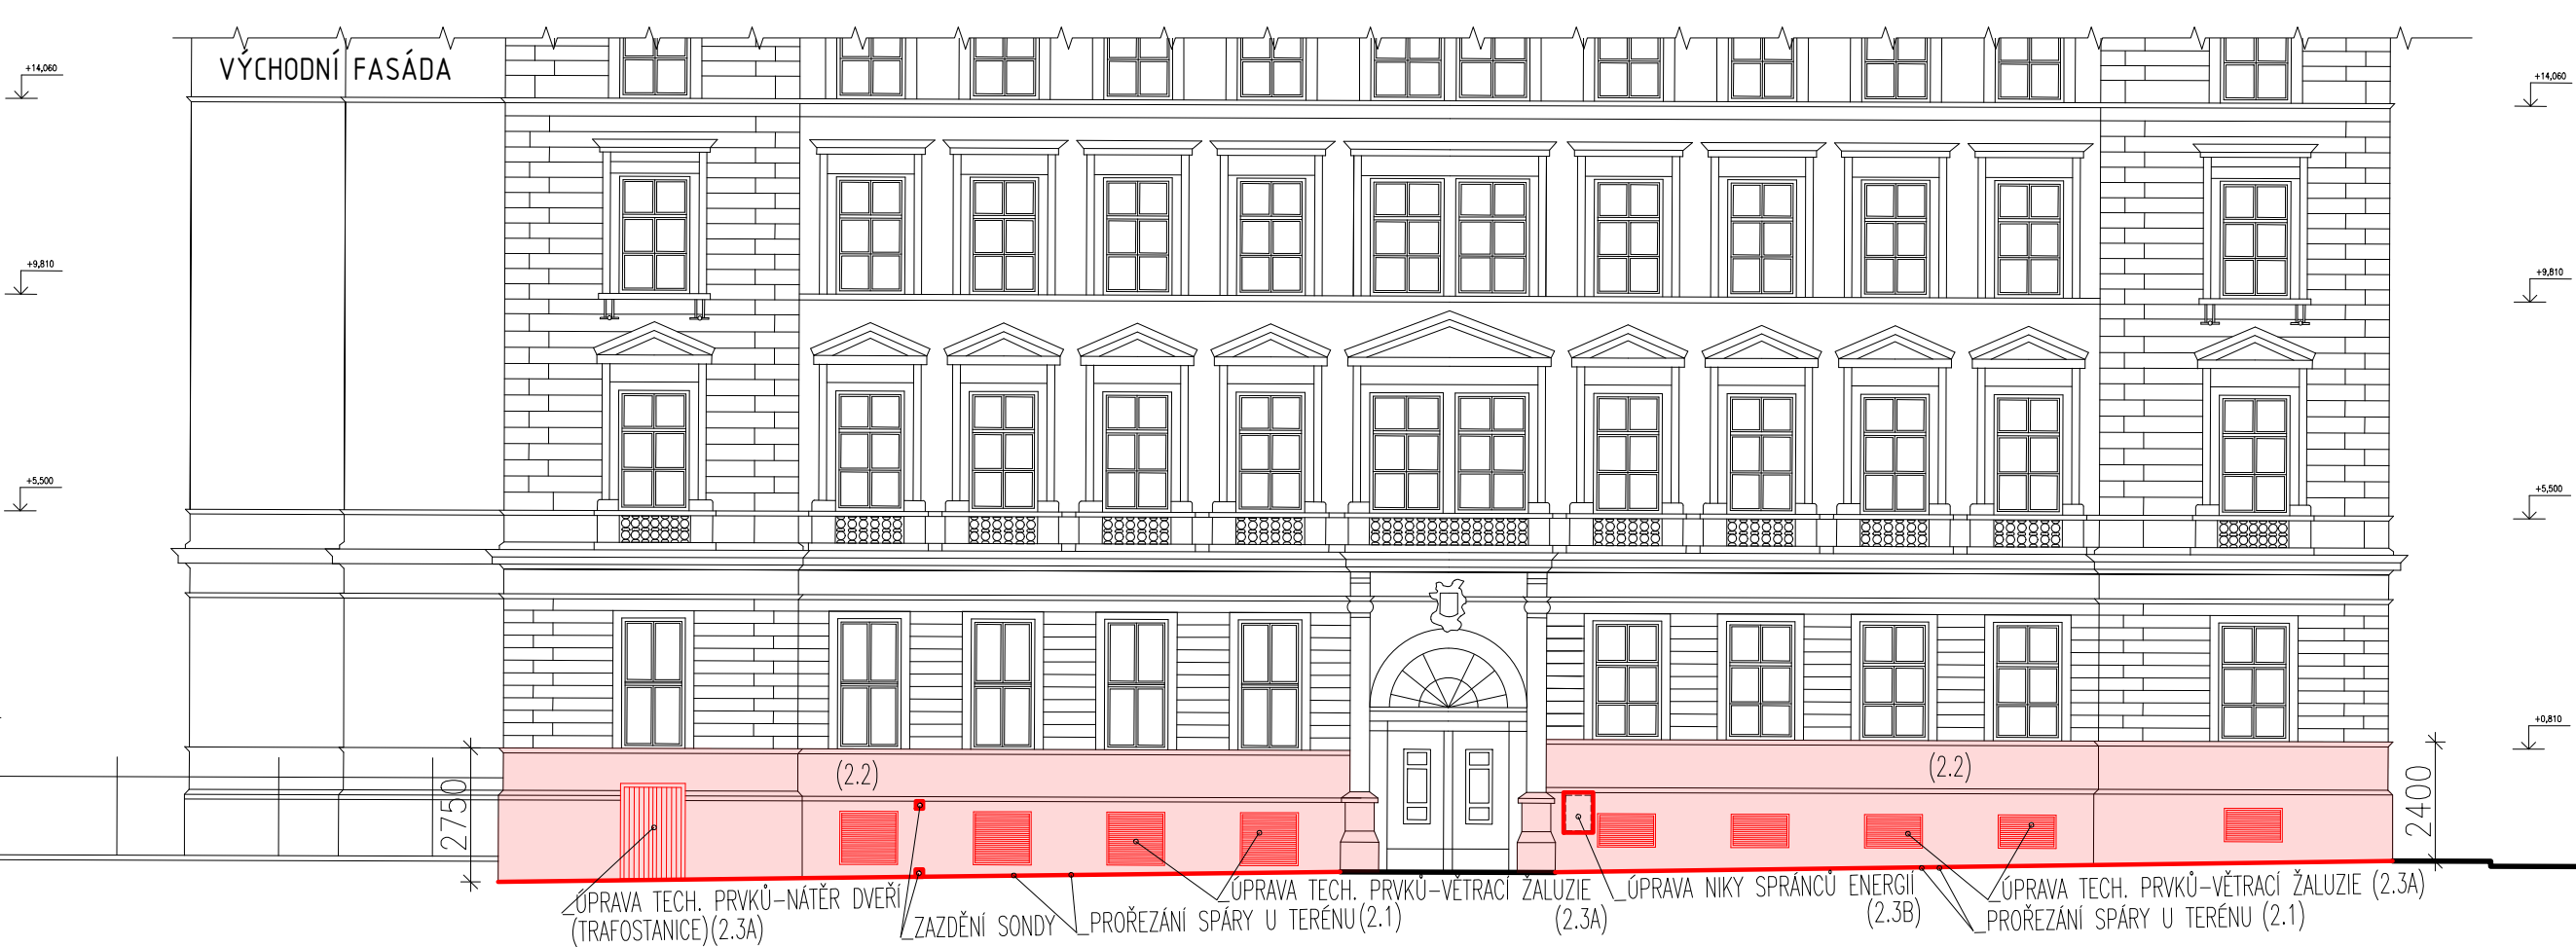 VÝCHODNÍ FASÁDA
+14,060
+14,060
+9,810
+9,810
+5,500
+5,500
+0,810
(2.2)
(2.2)
2750
2400
ÚPRAVA TECH. PRVKŮ-NÁTĚR DVEŘÍ
(TRAFOSTANICE)(2.3A)
ZAZDĚNÍ SONDY
PROŘEZÁNÍ SPÁRY U TERÉNU(2.1)
ÚPRAVA TECH. PRVKŮ-VĚTRACÍ ŽALUZIE
(2.3A)
ÚPRAVA NIKY SPRÁNCŮ ENERGIÍ
(2.3B)
ÚPRAVA TECH. PRVKŮ-VĚTRACÍ ŽALUZIE (2.3A)
PROŘEZÁNÍ SPÁRY U TERÉNU (2.1)